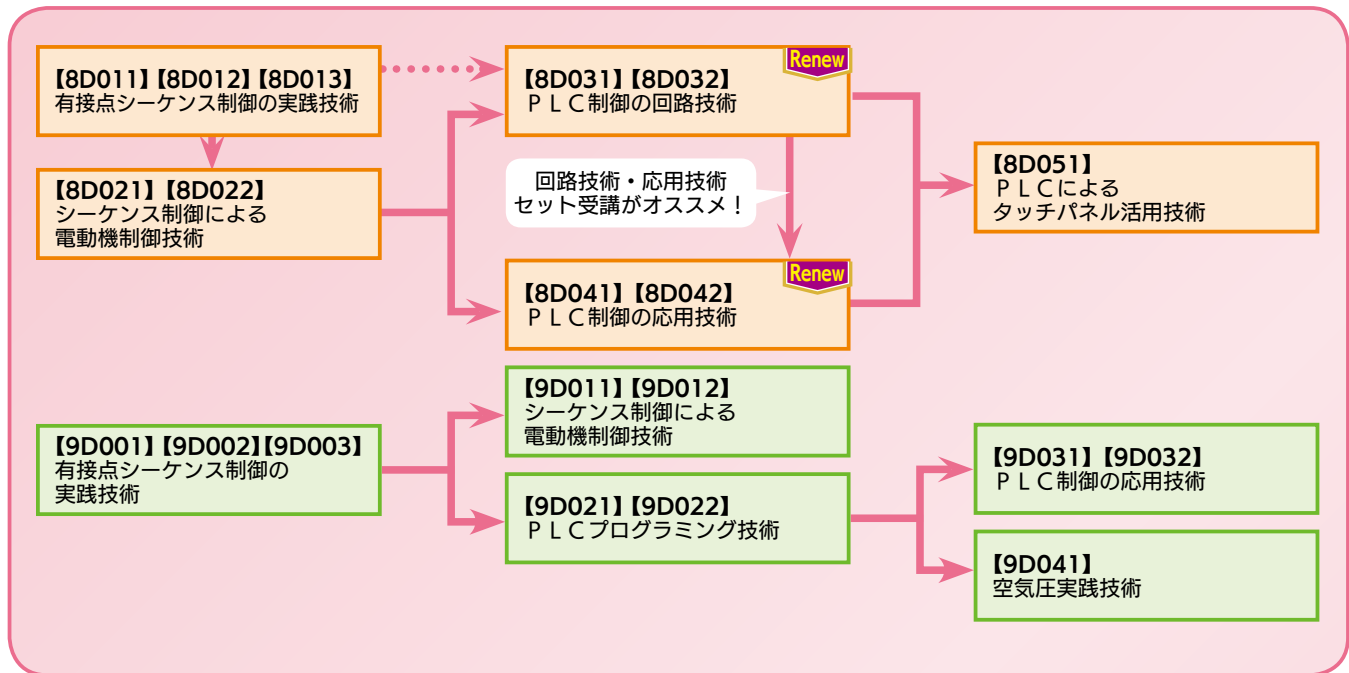 【8D011】【8D012】【8D013】
有接点シーケンス制御の実践技術
【8D021】【8D022】
シーケンス制御による
電動機制御技術
Renew
【8D031】【8D032】
ＰＬＣ制御の回路技術
回路技術・応用技術
セット受講がオススメ！
Renew
【8D041】【8D042】
ＰＬＣ制御の応用技術
【8D051】
ＰＬＣによる
タッチパネル活用技術
【9D001】【9D002】【9D003】
有接点シーケンス制御の
実践技術
【9D011】【9D012】
シーケンス制御による
電動機制御技術
【9D021】【9D022】
ＰＬＣプログラミング技術
【9D031】【9D032】
ＰＬＣ制御の応用技術
【9D041】
空気圧実践技術